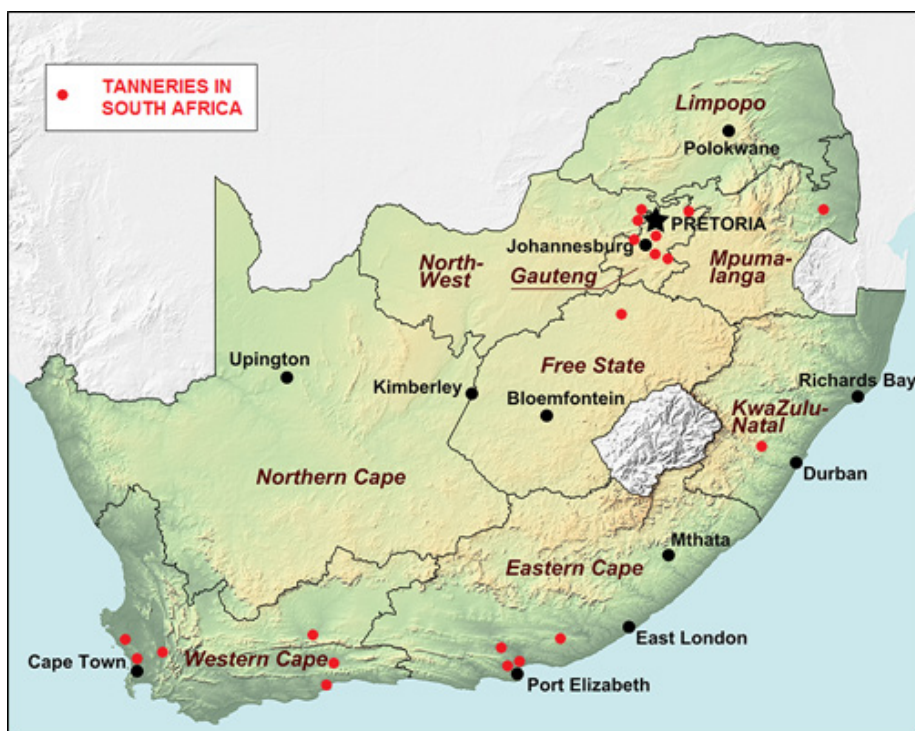 TANNERIES IN
SOUTH AFRICA
Limpopo
Polokwane
PRETORIA
Johannesburg
North-
West
Gauteng
Mpuma-
langa
Upington
Kimberley
Free State
Bloemfontein
Richards Bay
KwaZulu-
Natal
Durban
Northern Cape
Mthata
Eastern Cape
East London
Cape Town
Western Cape
Port Elizabeth